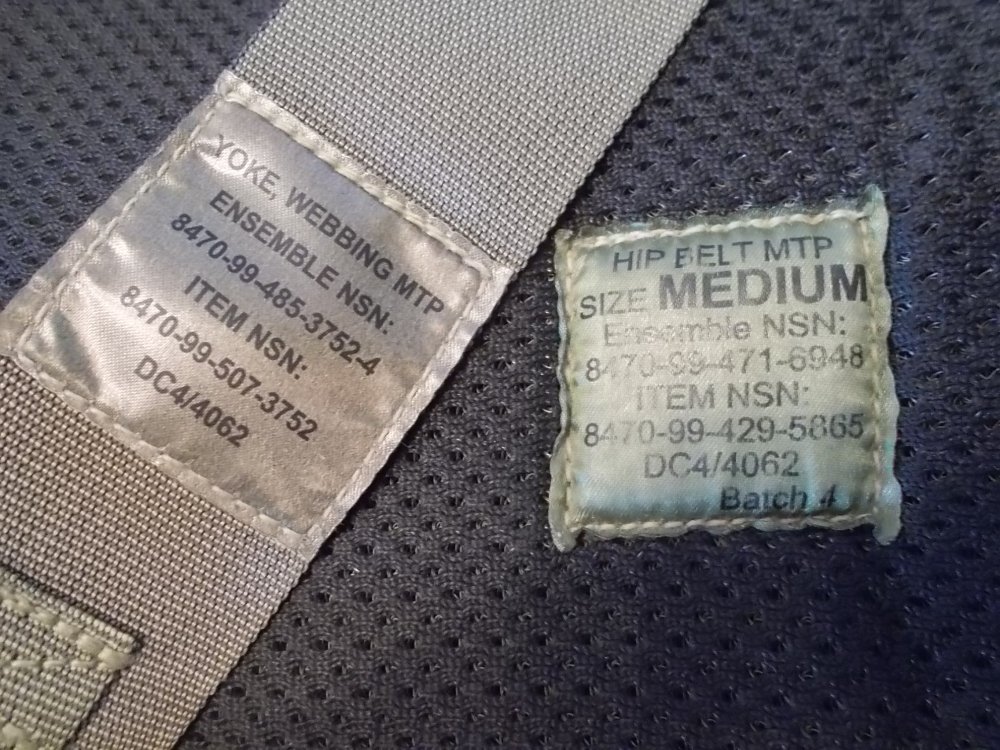 YOKE, WEBBING MTP
ENSEMBLE NSN:
8470-99-485-3752-4
ITEM NSN:
8470-99-507-3752
DC4/4062
HIP BELT MTP
SIZE MEDIUM
Ensemble NSN:
8470-99-471-6948
ITEM NSN:
8470-99-429-5865
DC4/4062
Batch 4